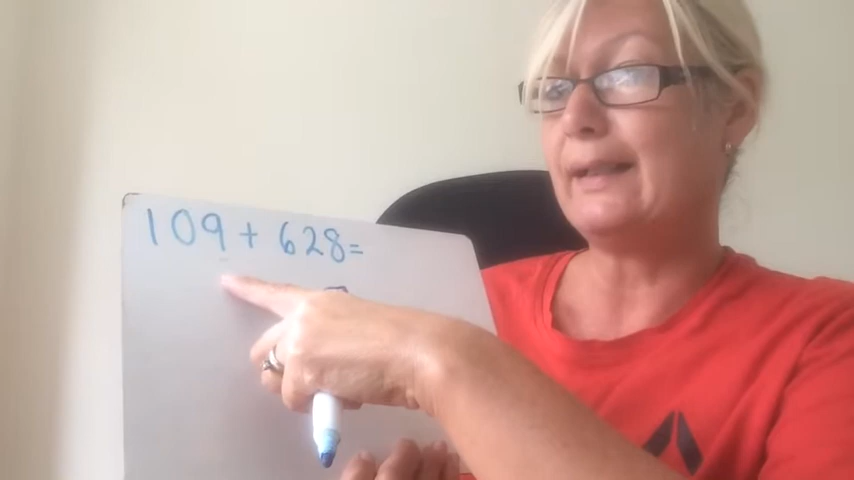 109 + 628 =